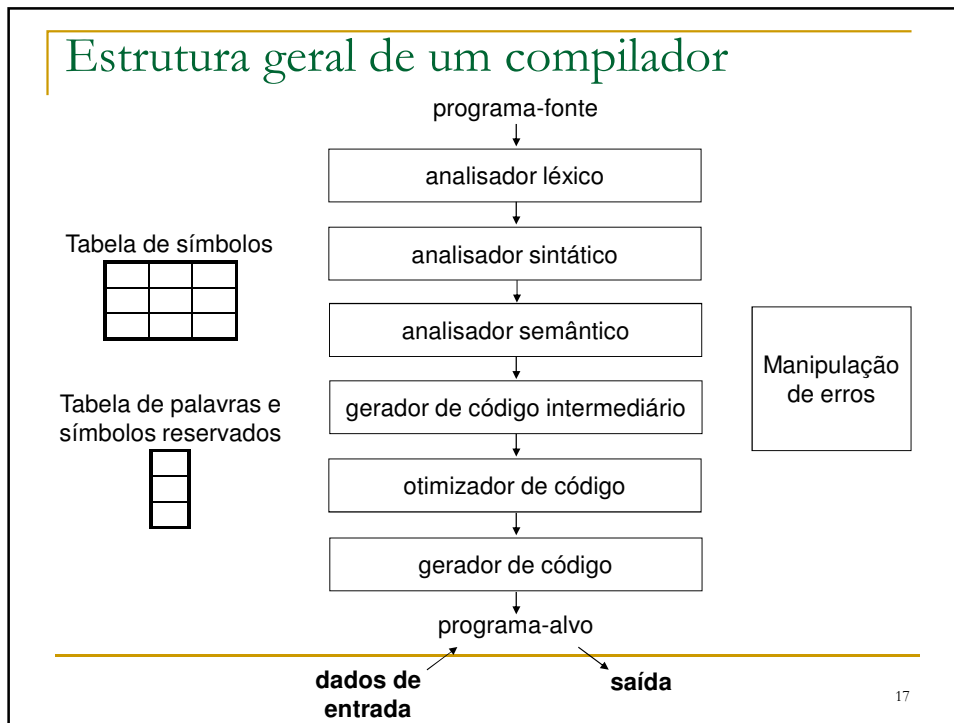 Estrutura geral de um compilador
programa-fonte
analisador léxico
Tabela de símbolos
analisador sintático
analisador semântico
Manipulação
de erros
Tabela de palavras e
símbolos reservados
gerador de código intermediário
otimizador de código
gerador de código
programa-alvo
dados de
entrada
saída
17